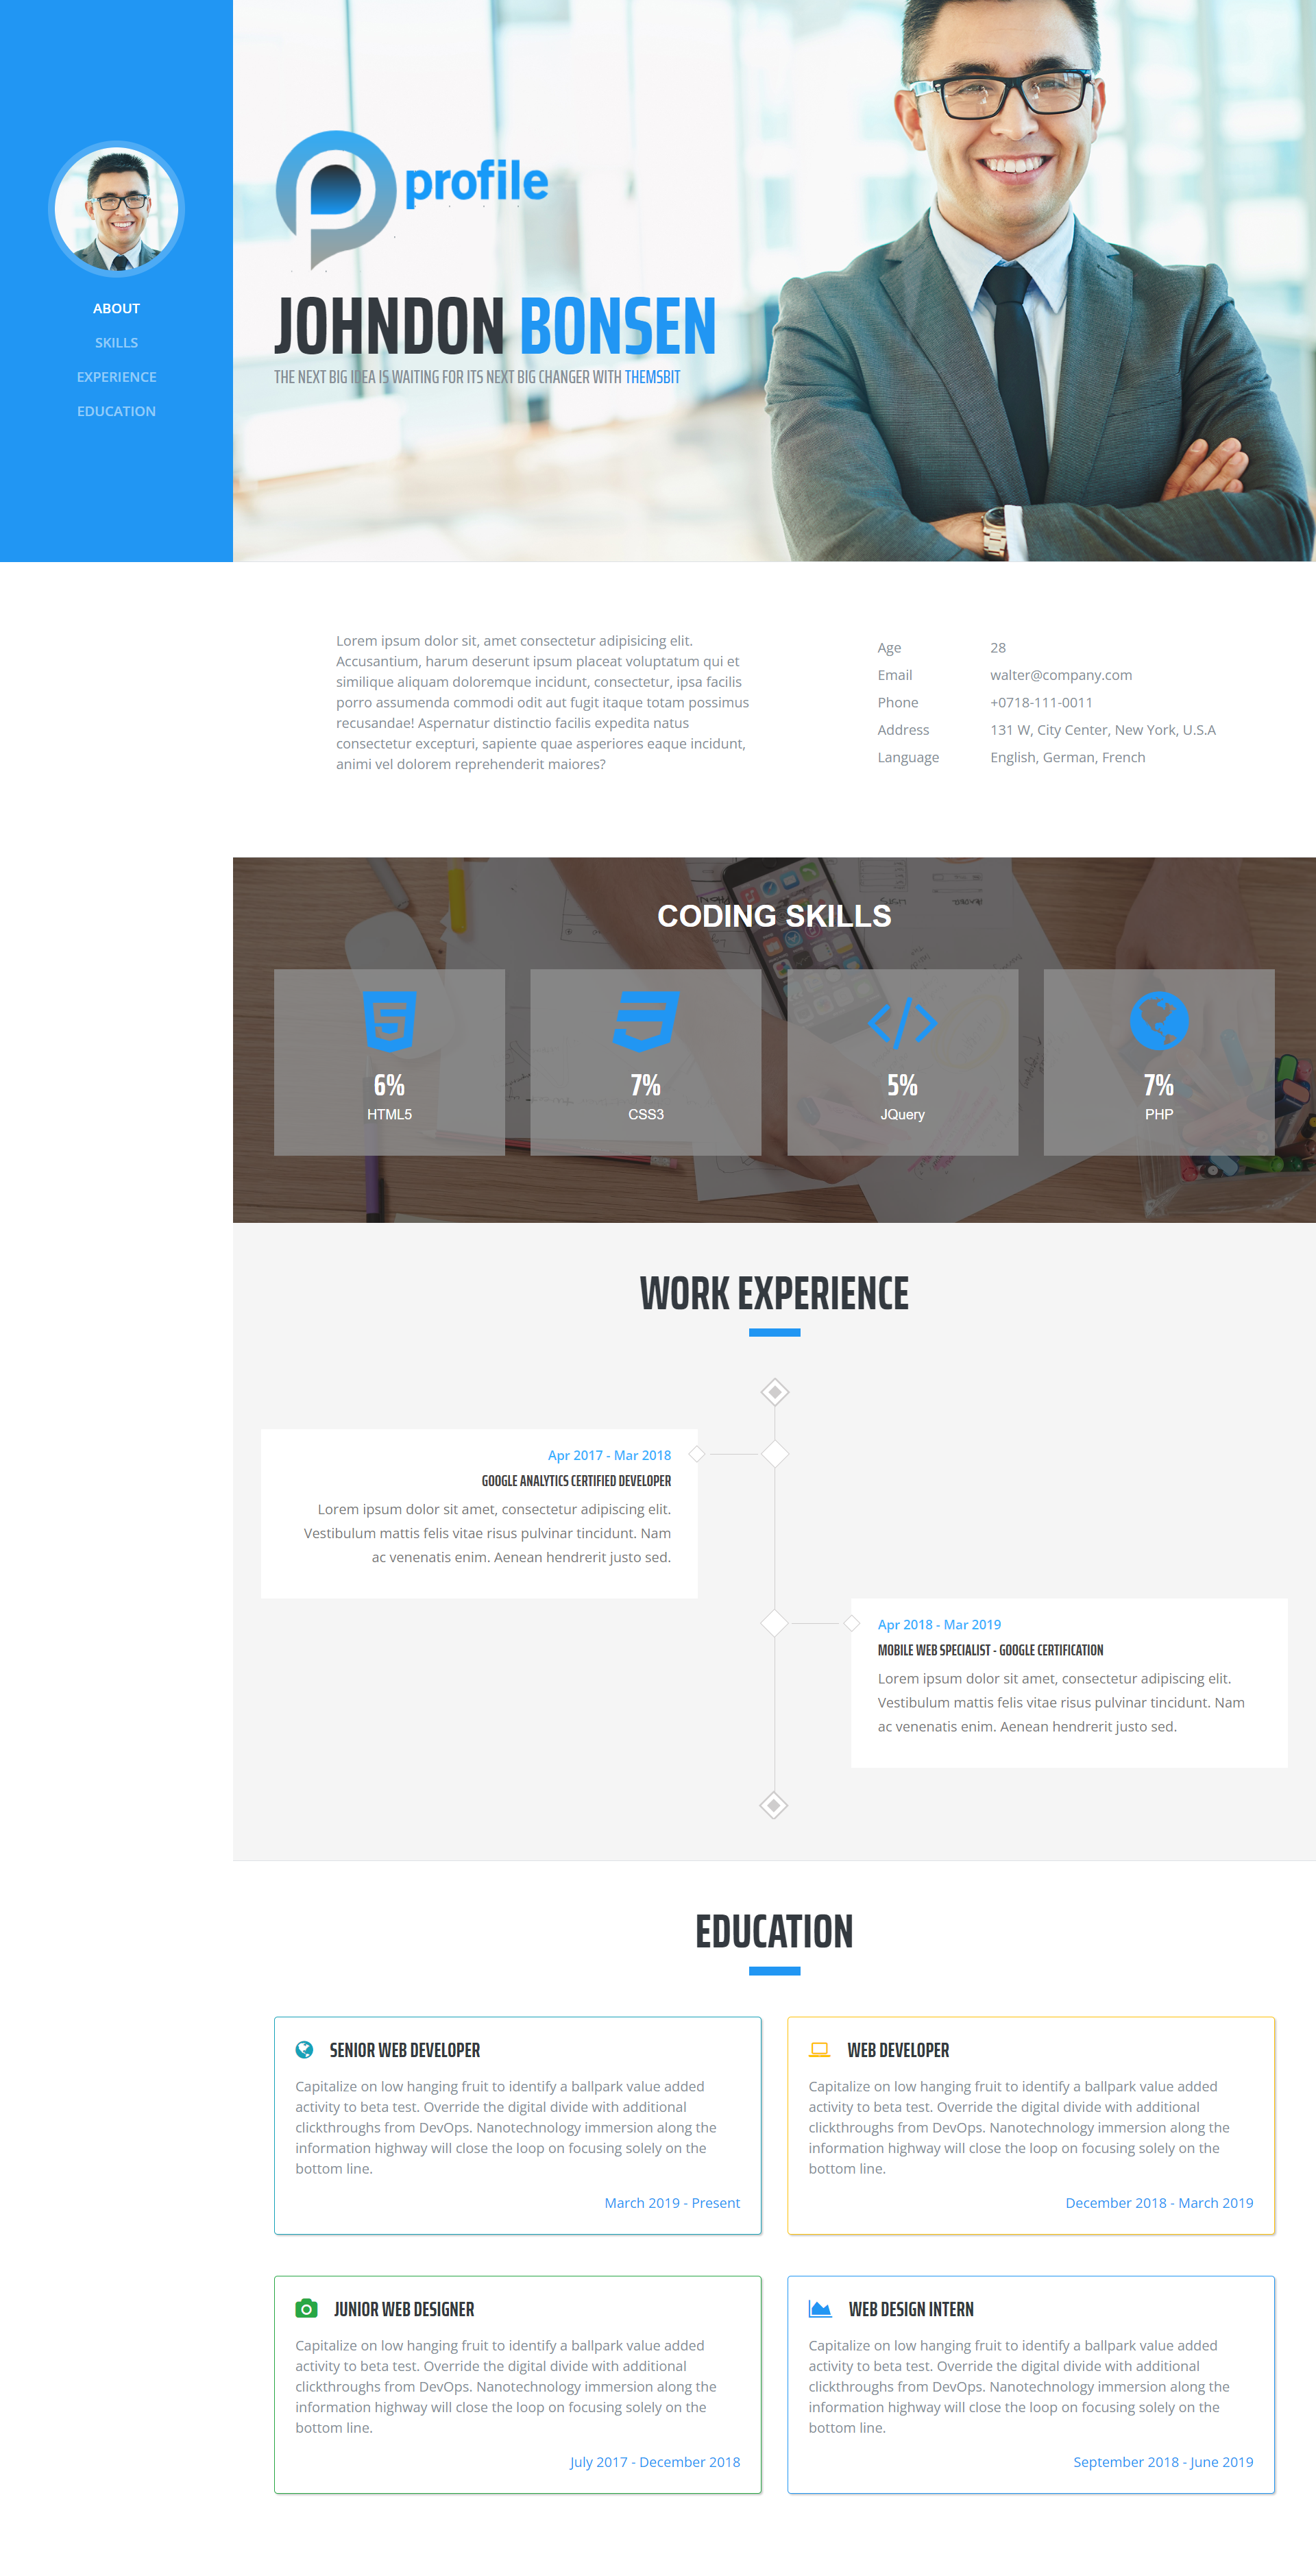 ABOUT
SKILLS
EXPERIENCE
EDUCATION
profile
JOHNDON BONSEN
THE NEXT BIG IDEA IS WAITING FOR ITS NEXT BIG CHANGER WITH THEMSBIT
Lorem ipsum dolor sit, amet consectetur adipisicing elit.
Accusantium, harum deserunt ipsum placeat voluptatum qui et
similique aliquam doloremque incidunt, consectetur, ipsa facilis
porro assumenda commodi odit aut fugit itaque totam possimus
recusandae! Aspernatur distinctio facilis expedita natus
consectetur excepturi, sapiente quae asperiores eaque incidunt,
animi vel dolorem reprehenderit maiores?
Age 28
Email walter@company.com
Phone +0718-111-0011
Address 131 W, City Center, New York, U.S.A
Language English, German, French
CODING SKILLS
6%
HTML5
7%
CSS3
5%
JQuery
7%
PHP
WORK EXPERIENCE
Apr 2017 - Mar 2018
GOOGLE ANALYTICS CERTIFIED DEVELOPER
Lorem ipsum dolor sit amet, consectetur adipiscing elit.
Vestibulum mattis felis vitae risus pulvinar tincidunt. Nam
ac venenatis enim. Aenean hendrerit justo sed.
Apr 2018 - Mar 2019
MOBILE WEB SPECIALIST - GOOGLE CERTIFICATION
Lorem ipsum dolor sit amet, consectetur adipiscing elit.
Vestibulum mattis felis vitae risus pulvinar tincidunt. Nam
ac venenatis enim. Aenean hendrerit justo sed.
EDUCATION
SENIOR WEB DEVELOPER
Capitalize on low hanging fruit to identify a ballpark value added
activity to beta test. Override the digital divide with additional
clickthroughs from DevOps. Nanotechnology immersion along the
information highway will close the loop on focusing solely on the
bottom line.
March 2019 - Present
WEB DEVELOPER
Capitalize on low hanging fruit to identify a ballpark value added
activity to beta test. Override the digital divide with additional
clickthroughs from DevOps. Nanotechnology immersion along the
information highway will close the loop on focusing solely on the
bottom line.
December 2018 - March 2019
JUNIOR WEB DESIGNER
Capitalize on low hanging fruit to identify a ballpark value added
activity to beta test. Override the digital divide with additional
clickthroughs from DevOps. Nanotechnology immersion along the
information highway will close the loop on focusing solely on the
bottom line.
July 2017 - December 2018
WEB DESIGN INTERN
Capitalize on low hanging fruit to identify a ballpark value added
activity to beta test. Override the digital divide with additional
clickthroughs from DevOps. Nanotechnology immersion along the
information highway will close the loop on focusing solely on the
bottom line.
September 2018 - June 2019